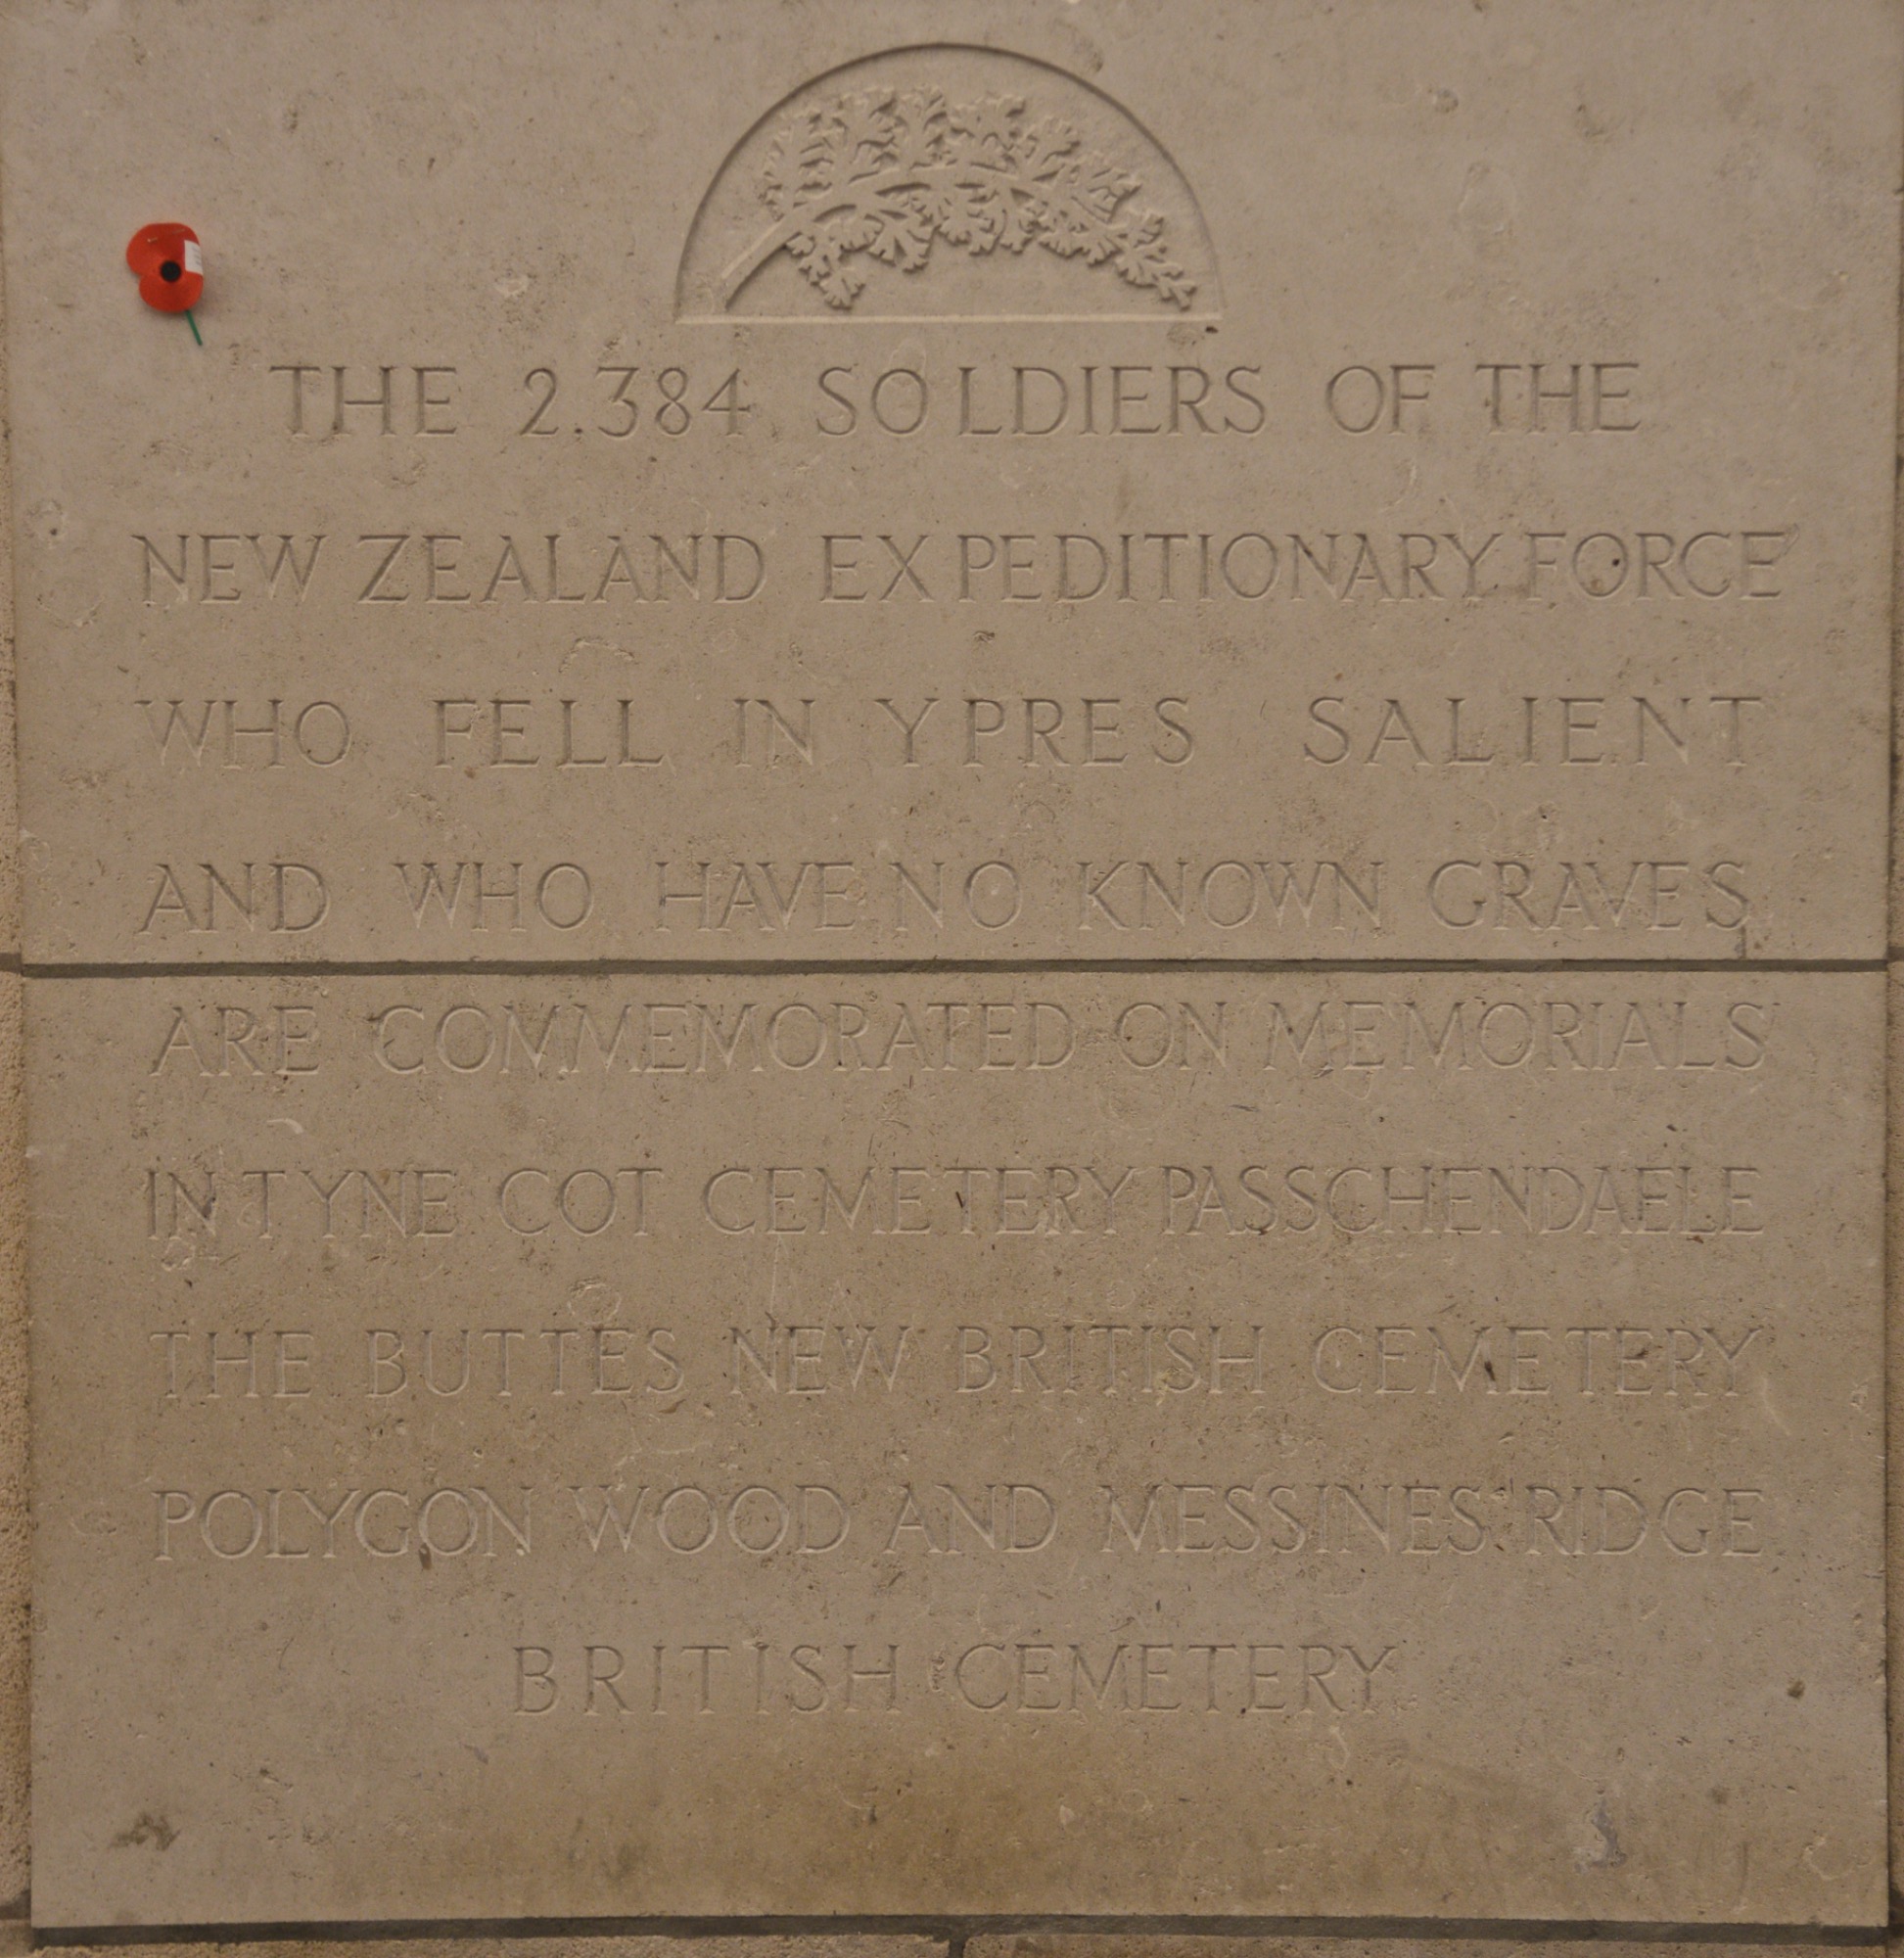 THE 2.384 SOLDIERS OF THE
NEW ZEALAND EXPEDITIONARY FORCE
WHO FELL IN YPRES SALIENT
AND WHO HAVE NO KNOWN GRAVES
ARE COMMEMORATED ON MEMORIALS
IN TYNE COT CEMETERY PASSCHENDAELE
THE BUTTES NEW BRITISH CEMETERY
POLYGON WOOD AND MESSINES RIDGE
BRITISH CEMETERY